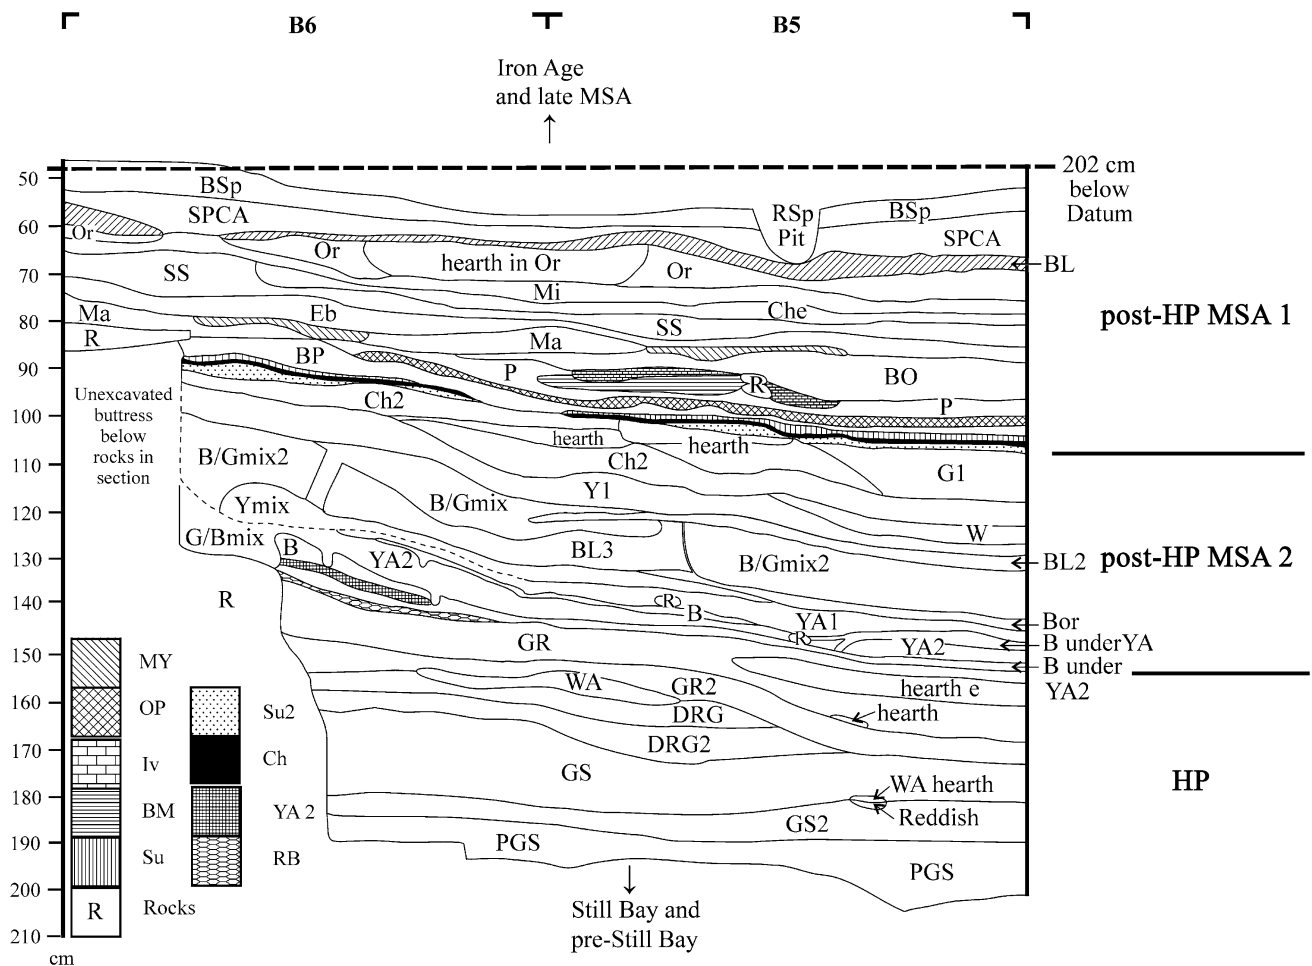 B6 B5
Iron Age
and late MSA
202 cm
below
Datum
50
BSp
SPCA
RSp
Pit
BSp
60
Or
Or
hearth in Or
Or
SPCA
BL
70
SS
Mi
Che
80
Ma
Eb
SS
post-HP MSA 1
R
BP
Ma
90
P
R
BO
Unexcavated
buttress
below
rocks in
section
Ch2
P
100
hearth
hearth
110
B/Gmix2
Ch2
G1
Ymix
B/Gmix
Y1
120
G/Bmix
W
130
B
YA2
BL3
B/Gmix2
BL2
post-HP MSA 2
140
R
R
B
YA1
Bor
R
YA2
B underYA
150
GR
B under
YA2
MY
WA
GR2
hearth e
160
OP
Su2
DRG
hearth
170
Iv
Ch
DRG2
GS
HP
180
BM
YA 2
WA hearth
Reddish
GS2
190
Su
RB
PGS
PGS
200
R
Rocks
Still Bay and
pre-Still Bay
210
cm